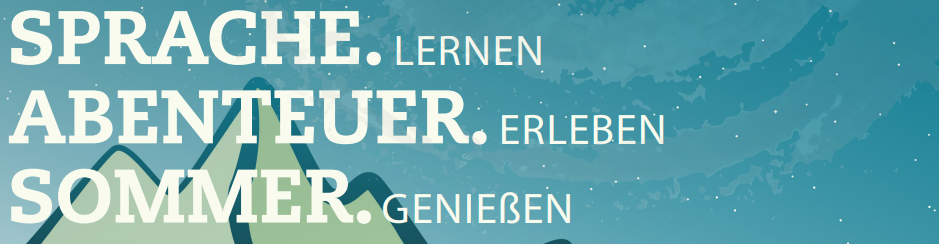 SPRACHE. LERNEN
ABENTEUER. ERLEBEN
SOMMER. GENIEßEN